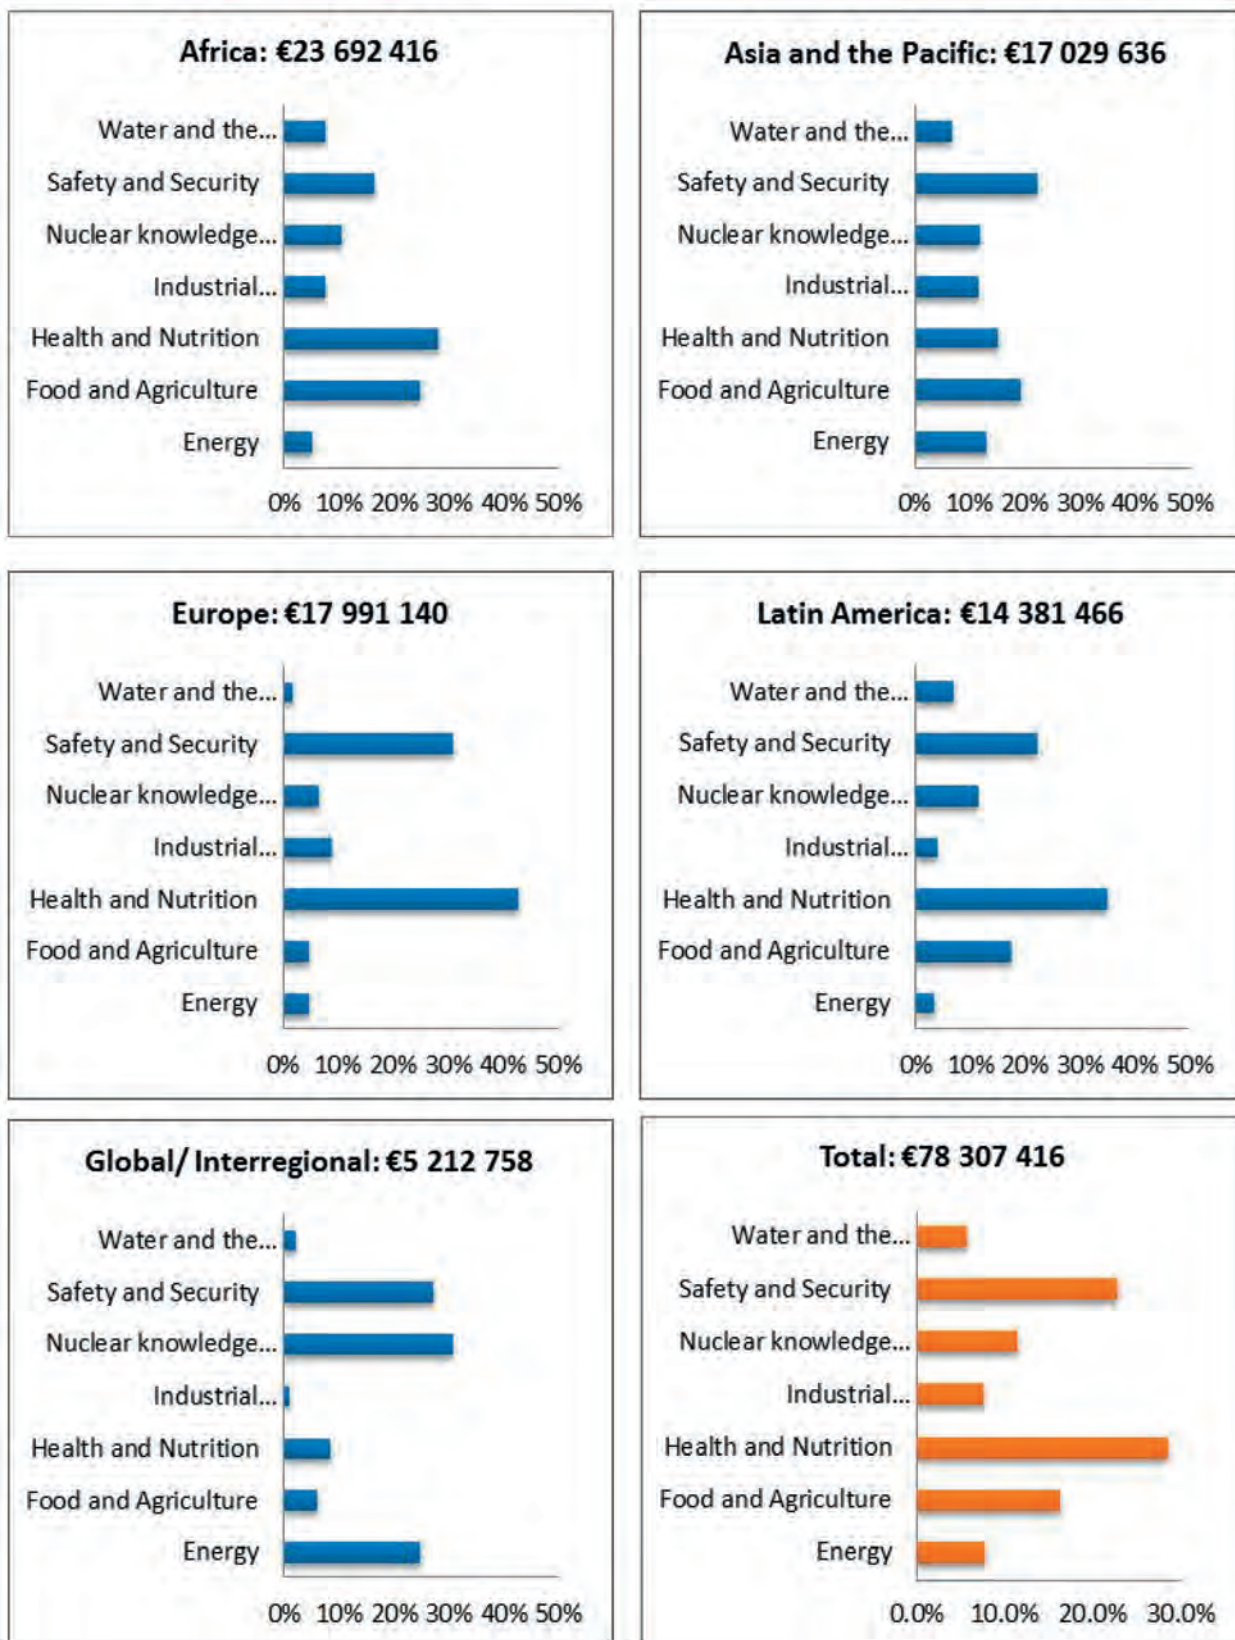 Africa: €23 692 416
Water and the...
Safety and Security
Nuclear knowledge...
Industrial...
Health and Nutrition
Food and Agriculture
Energy
0% 10% 20% 30% 40% 50%
Asia and the Pacific: €17 029 636
Water and the...
Safety and Security
Nuclear knowledge...
Industrial...
Health and Nutrition
Food and Agriculture
Energy
0% 10% 20% 30% 40% 50%
Europe: €17 991 140
Water and the...
Safety and Security
Nuclear knowledge...
Industrial...
Health and Nutrition
Food and Agriculture
Energy
0% 10% 20% 30% 40% 50%
Latin America: €14 381 466
Water and the...
Safety and Security
Nuclear knowledge...
Industrial...
Health and Nutrition
Food and Agriculture
Energy
0% 10% 20% 30% 40% 50%
Global/ Interregional: €5 212 758
Water and the...
Safety and Security
Nuclear knowledge...
Industrial...
Health and Nutrition
Food and Agriculture
Energy
0% 10% 20% 30% 40% 50%
Total: €78 307 416
Water and the...
Safety and Security
Nuclear knowledge...
Industrial...
Health and Nutrition
Food and Agriculture
Energy
0.0% 10.0% 20.0% 30.0%